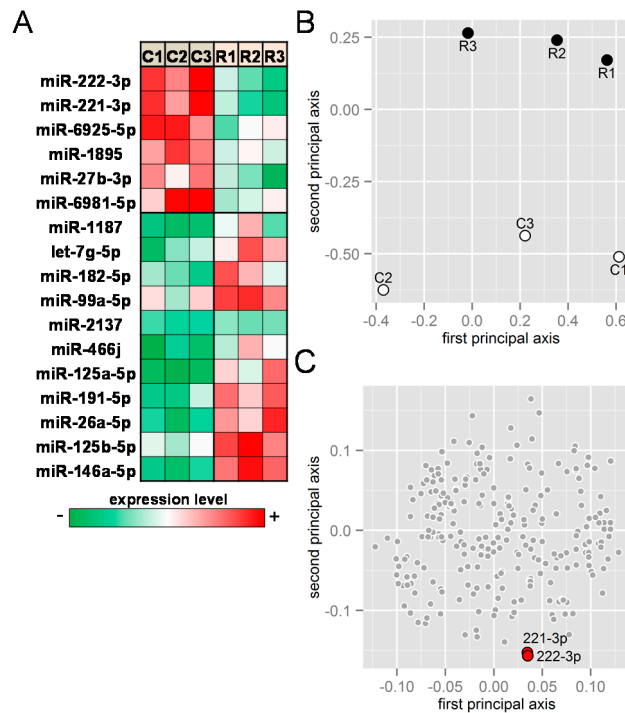 A
C1 C2 C3 R1 R2 R3
miR-222-3p
miR-221-3p
miR-6925-5p
miR-1895
miR-27b-3p
miR-6981-5p
miR-1187
let-7g-5p
miR-182-5p
miR-99a-5p
miR-2137
miR-466j
miR-125a-5p
miR-191-5p
miR-26a-5p
miR-125b-5p
miR-146a-5p
expression level
- +
B
second principal axis
0.25
0.00
-0.25
-0.50
R3
R2
R1
C3
C1
C2
-0.4 -0.2 0.0 0.2 0.4 0.6
first principal axis
C
second principal axis
0.1
0.0
-0.1
221-3p
222-3p
-0.10 -0.05 0.00 0.05 0.10
first principal axis